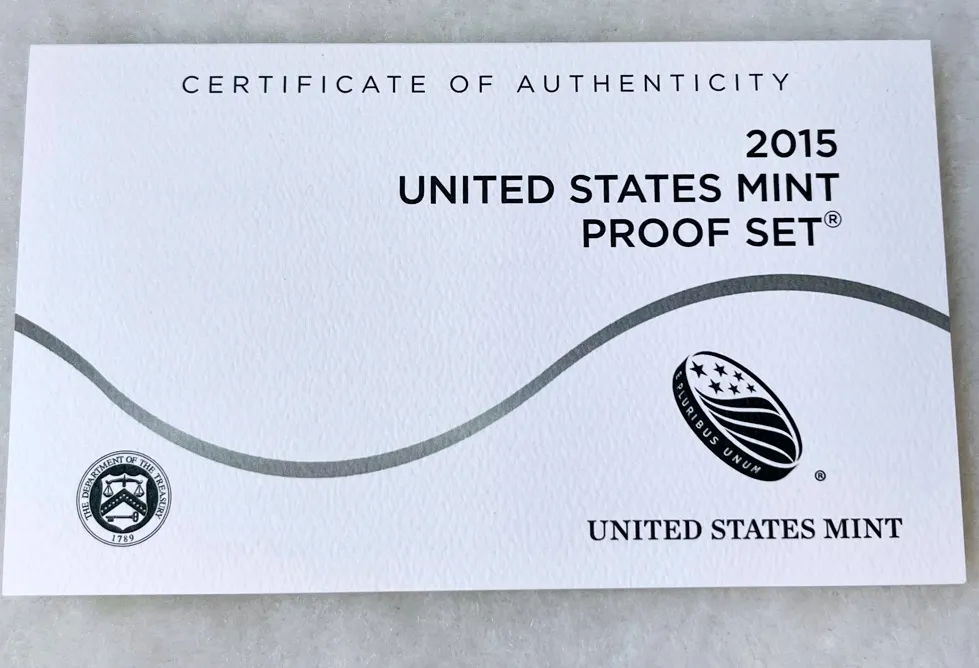 CERTIFICATE OF AUTHENTICITY
2015
UNITED STATES MINT
PROOF SET®
E PLURIBUS UNUM
®
THE DEPARTMENT OF THE TREASURY
1789
UNITED STATES MINT